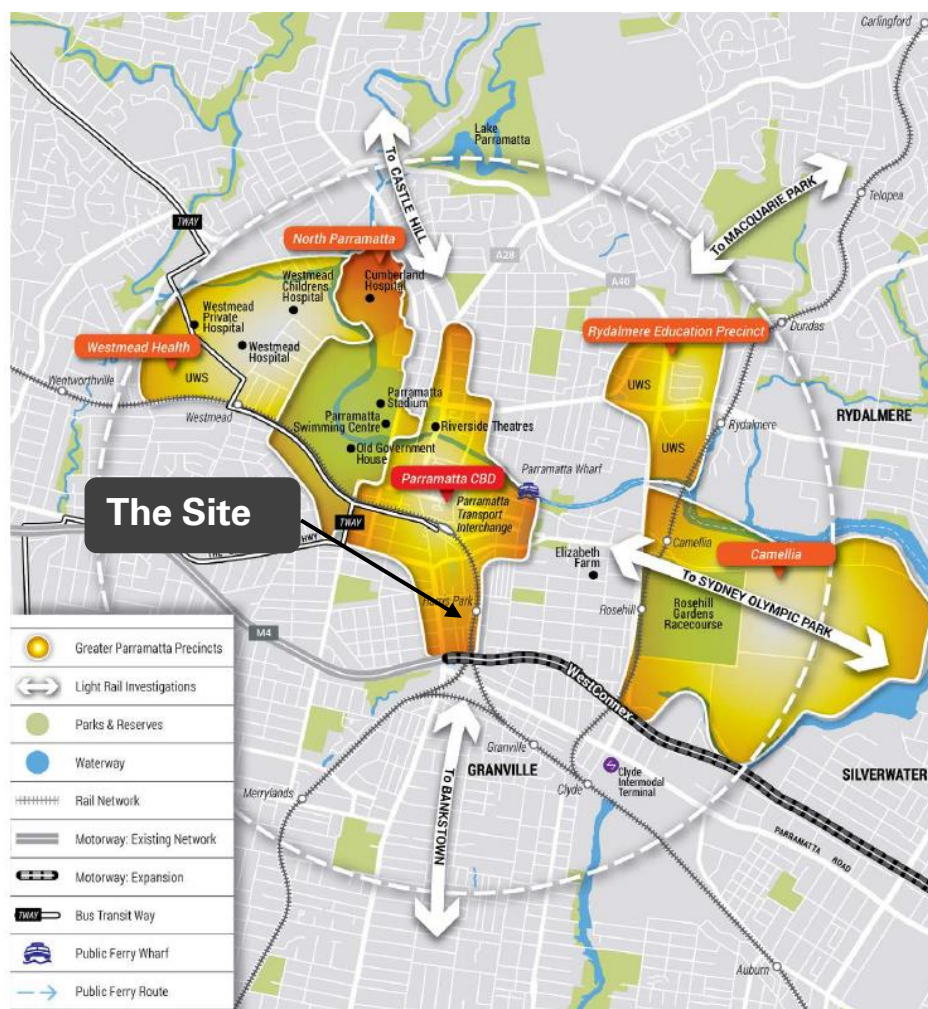 Carlingford
Lake
Parramatta
To CASTLE HILL
To MACQUARIE PARK
Telopea
TWAY
North Parramatta
A28
A40
Westmead
Childrens
Hospital
Cumberland
Hospital
Westmead
Private
Hospital
Westmead
Hospital
Westmead Health
UWS
Rydalmere Education Precinct
Dundas
Wentworthville
Westmead
Parramatta
Stadium
Parramatta
Swimming Centre
Riverside Theatres
Old Government
House
UWS
UWS
RYDALMERE
Rydalmere
Parramatta Wharf
Parramatta CBD
Parramatta
Transport
Interchange
The Site
TWAY
HWY
Elizabeth
Farm
Camellia
Camellia
To SYDNEY OLYMPIC PARK
Harris Park
Rosehill
Rosehill
Gardens
Racecourse
M4
WestConnex
Granville
GRANVILLE
Clyde
Clyde
Intermodal
Terminal
SILVERWATER
Merrylands
To BANKSTOWN
PARRAMATTA ROAD
Auburn
Greater Parramatta Precincts
Light Rail Investigations
Parks & Reserves
Waterway
Rail Network
Motorway: Existing Network
Motorway: Expansion
TWAY
Bus Transit Way
Public Ferry Wharf
Public Ferry Route